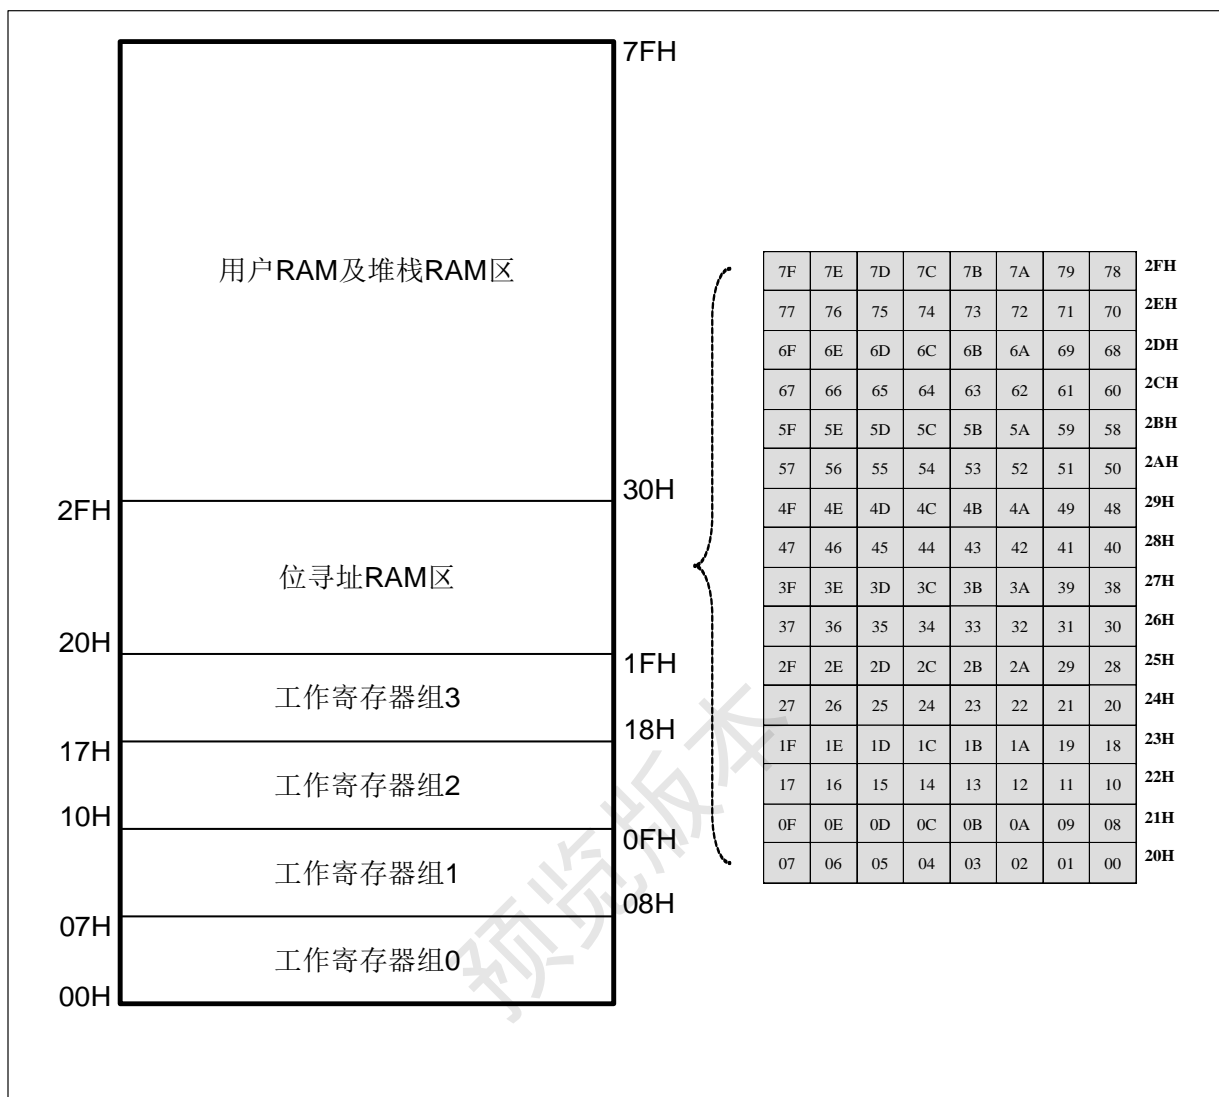 7FH
用户RAM及堆栈RAM区
30H
2FH
位寻址RAM区
20H
1FH
工作寄存器组3
18H
17H
工作寄存器组2
10H
0FH
工作寄存器组1
08H
07H
工作寄存器组0
00H
7F 7E 7D 7C 7B 7A 79 78 2FH
77 76 75 74 73 72 71 70 2EH
6F 6E 6D 6C 6B 6A 69 68 2DH
67 66 65 64 63 62 61 60 2CH
5F 5E 5D 5C 5B 5A 59 58 2BH
57 56 55 54 53 52 51 50 2AH
4F 4E 4D 4C 4B 4A 49 48 29H
47 46 45 44 43 42 41 40 28H
3F 3E 3D 3C 3B 3A 39 38 27H
37 36 35 34 33 32 31 30 26H
2F 2E 2D 2C 2B 2A 29 28 25H
27 26 25 24 23 22 21 20 24H
1F 1E 1D 1C 1B 1A 19 18 23H
17 16 15 14 13 12 11 10 22H
0F 0E 0D 0C 0B 0A 09 08 21H
07 06 05 04 03 02 01 00 20H
预览版本